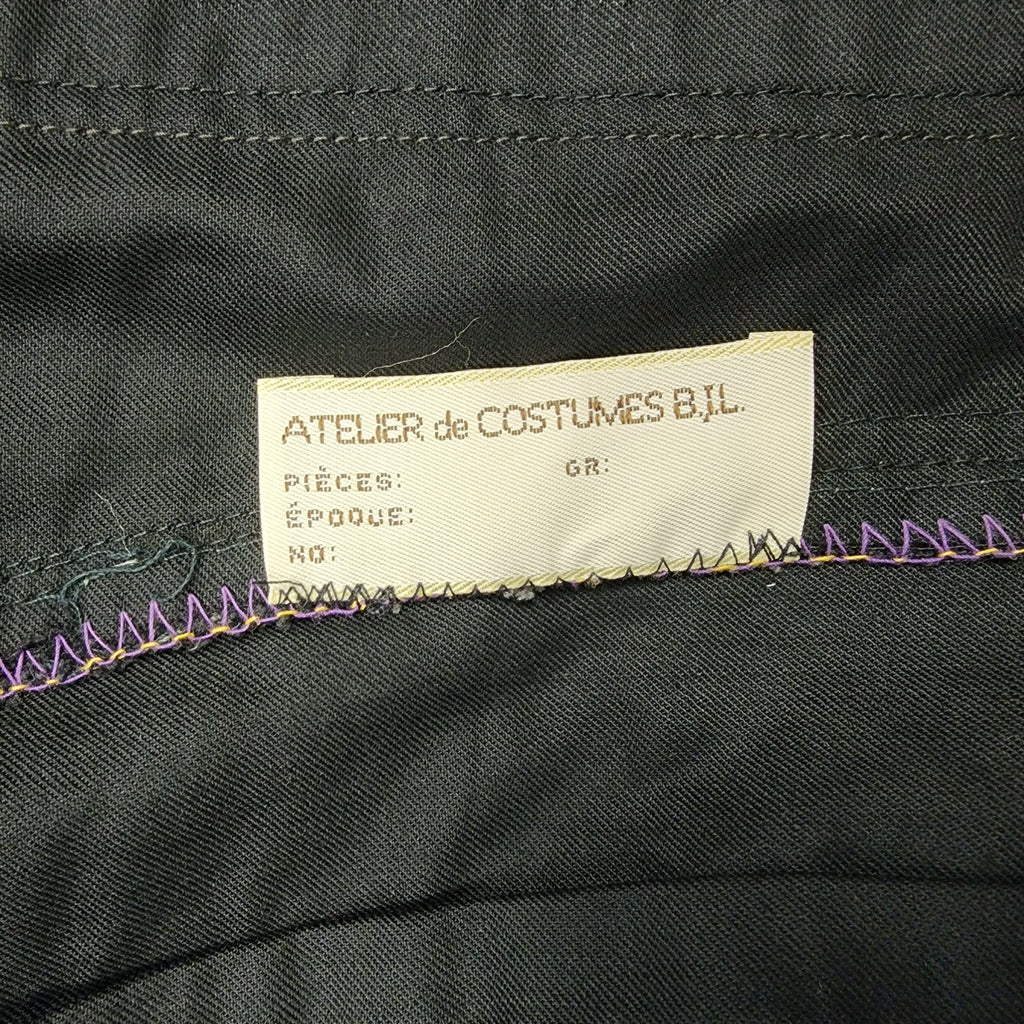 ATELIER de COSTUMES B.J.L.
PIÈCES: GR:
ÉPOQUE:
NO: